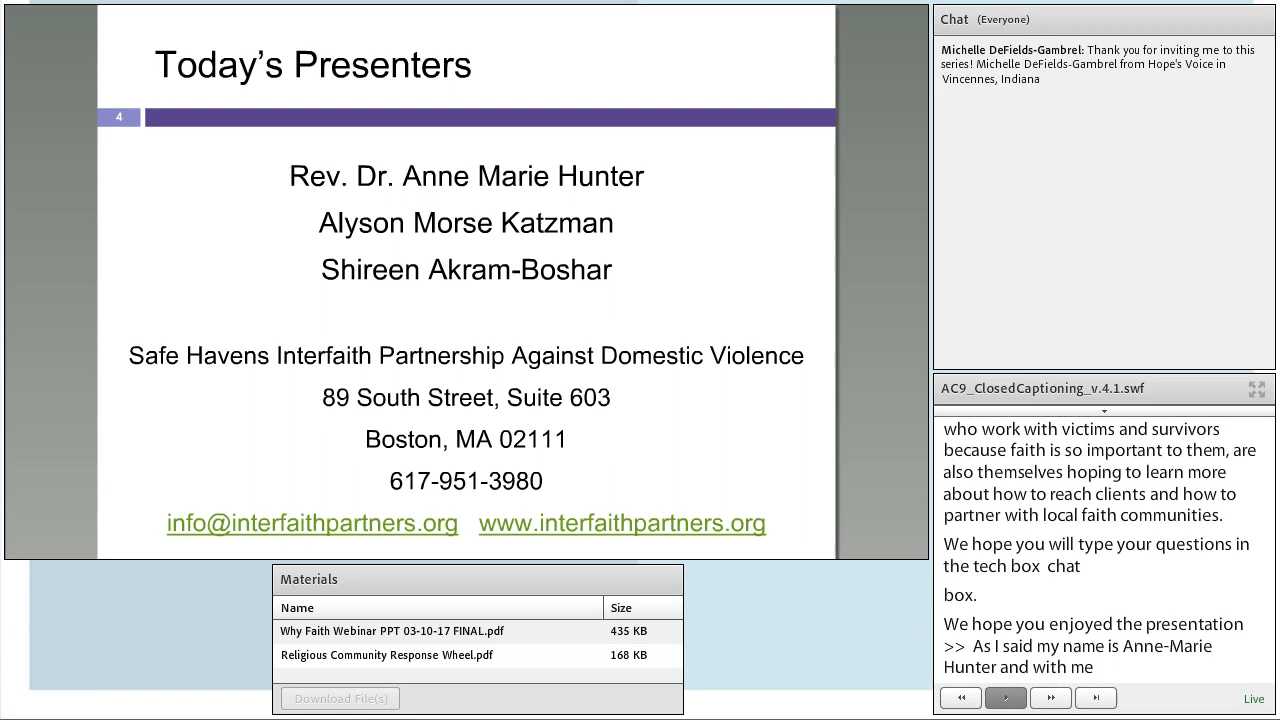 Today's Presenters
4
Rev. Dr. Anne Marie Hunter
Alyson Morse Katzman
Shireen Akram-Boshar
Safe Havens Interfaith Partnership Against Domestic Violence
89 South Street, Suite 603
Boston, MA 02111
617-951-3980
info@interfaithpartners.org www.interfaithpartners.org
Materials
Name Size
Why Faith Webinar PPT 03-10-17 FINAL.pdf 435 KB
Religious Community Response Wheel.pdf 168 KB
Download File(s)
Chat (Everyone)
Michelle DeFields-Gambrel: Thank you for inviting me to this
series! Michelle DeFields-Gambrel from Hope's Voice in
Vincennes, Indiana
AC9_ClosedCaptioning_v.4.1.swf
who work with victims and survivors
because faith is so important to them, are
also themselves hoping to learn more
about how to reach clients and how to
partner with local faith communities.
We hope you will type your questions in
the tech box chat
box.
We hope you enjoyed the presentation
>> As I said my name is Anne-Marie
Hunter and with me
Live